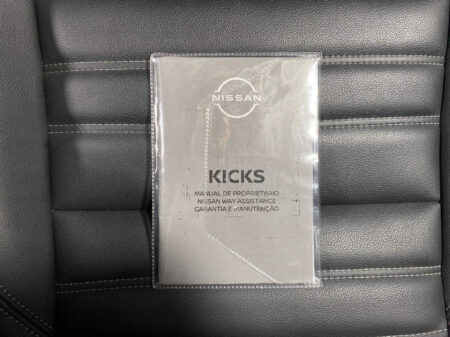 NISSAN
KICKS
MANUAL DE PROPRIETÁRIO
NISSAN WAY ASSISTANCE
GARANTIA E MANUTENÇÃO